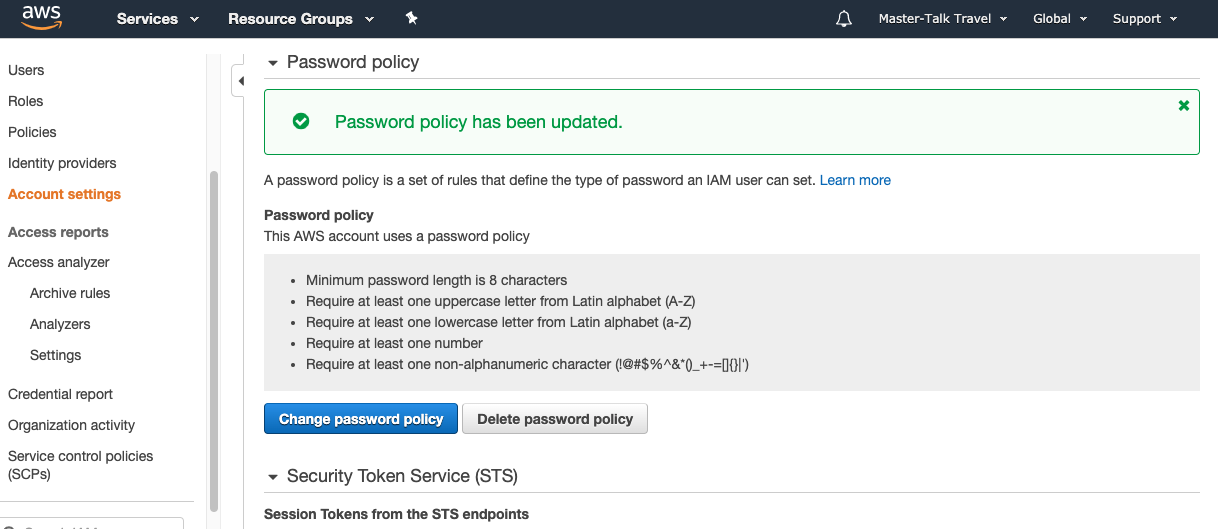 aws
Services
Resource Groups
Master-Talk Travel
Global
Support
Users
Roles
Policies
Identity providers
Account settings
Access reports
Access analyzer
Archive rules
Analyzers
Settings
Credential report
Organization activity
Service control policies
(SCPs)
Password policy
Password policy has been updated.
A password policy is a set of rules that define the type of password an IAM user can set. Learn more
Password policy
This AWS account uses a password policy
• Minimum password length is 8 characters
• Require at least one uppercase letter from Latin alphabet (A-Z)
• Require at least one lowercase letter from Latin alphabet (a-Z)
• Require at least one number
• Require at least one non-alphanumeric character (!@#$%^&*()_+-=[]{}|')
Change password policy
Delete password policy
Security Token Service (STS)
Session Tokens from the STS endpoints